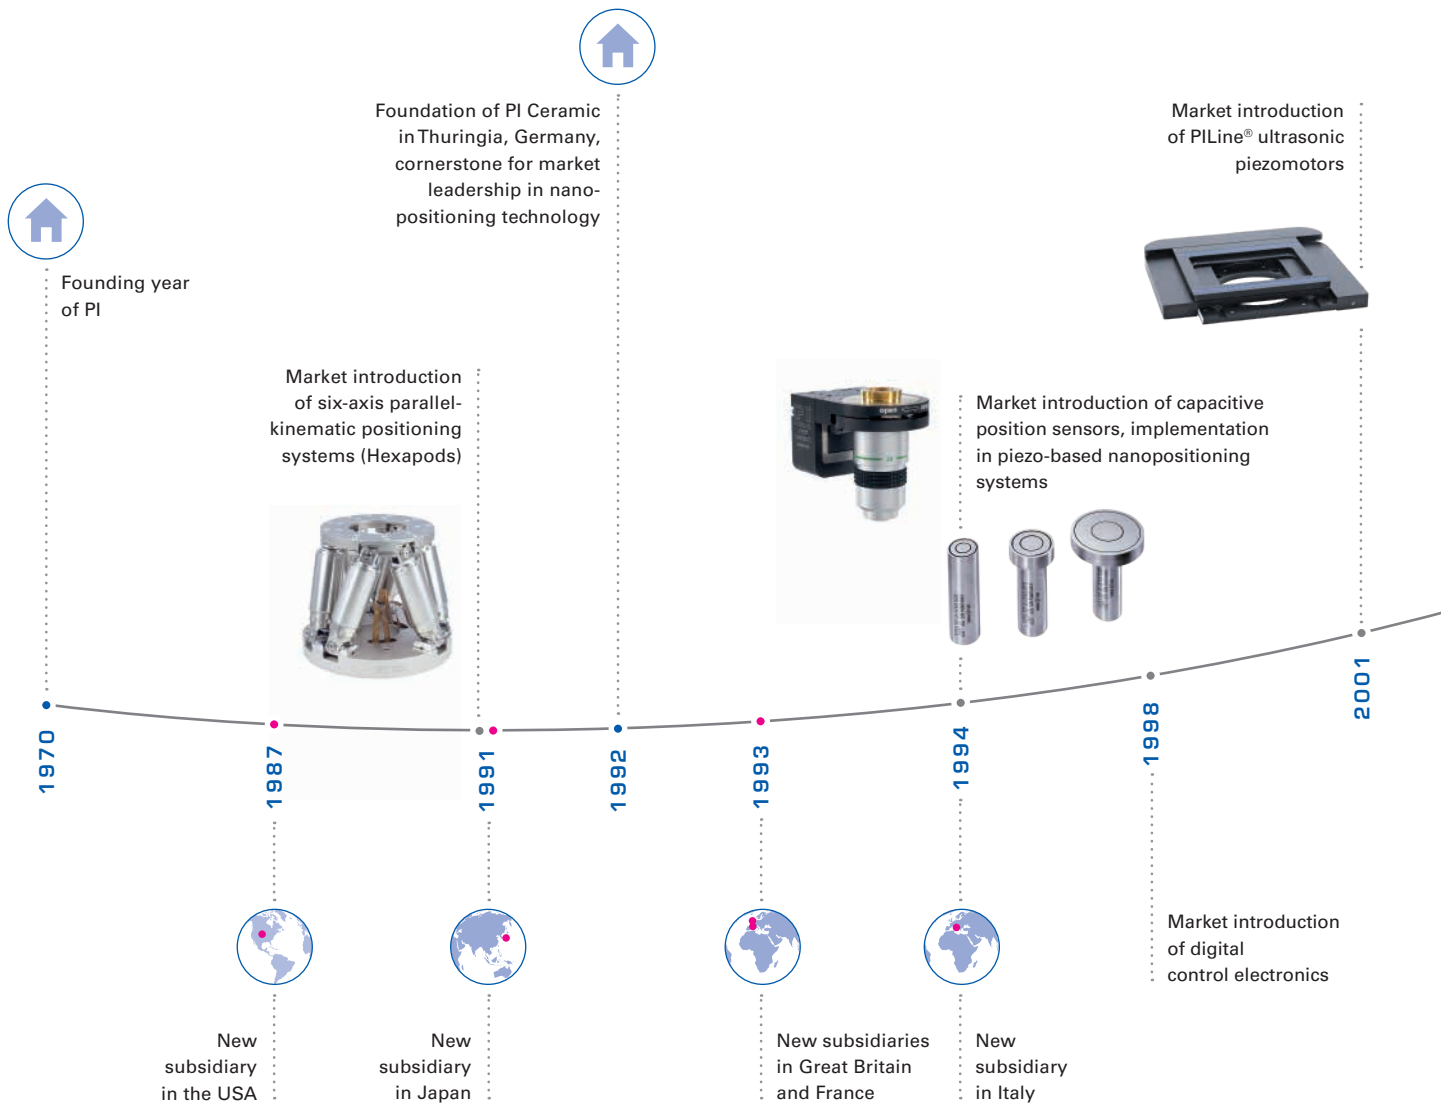 Foundation of PI Ceramic
in Thuringia, Germany,
cornerstone for market
leadership in nano-
positioning technology
Market introduction
of PILine® ultrasonic
piezomotors
Founding year
of PI
Market introduction
of six-axis parallel-
kinematic positioning
systems (Hexapods)
Market introduction of capacitive
position sensors, implementation
in piezo-based nanopositioning
systems
1970
1987
1991
1992
1993
1994
1998
2001
Market introduction
of digital
control electronics
New
subsidiary
in the USA
New
subsidiary
in Japan
New subsidiaries
in Great Britain
and France
New
subsidiary
in Italy